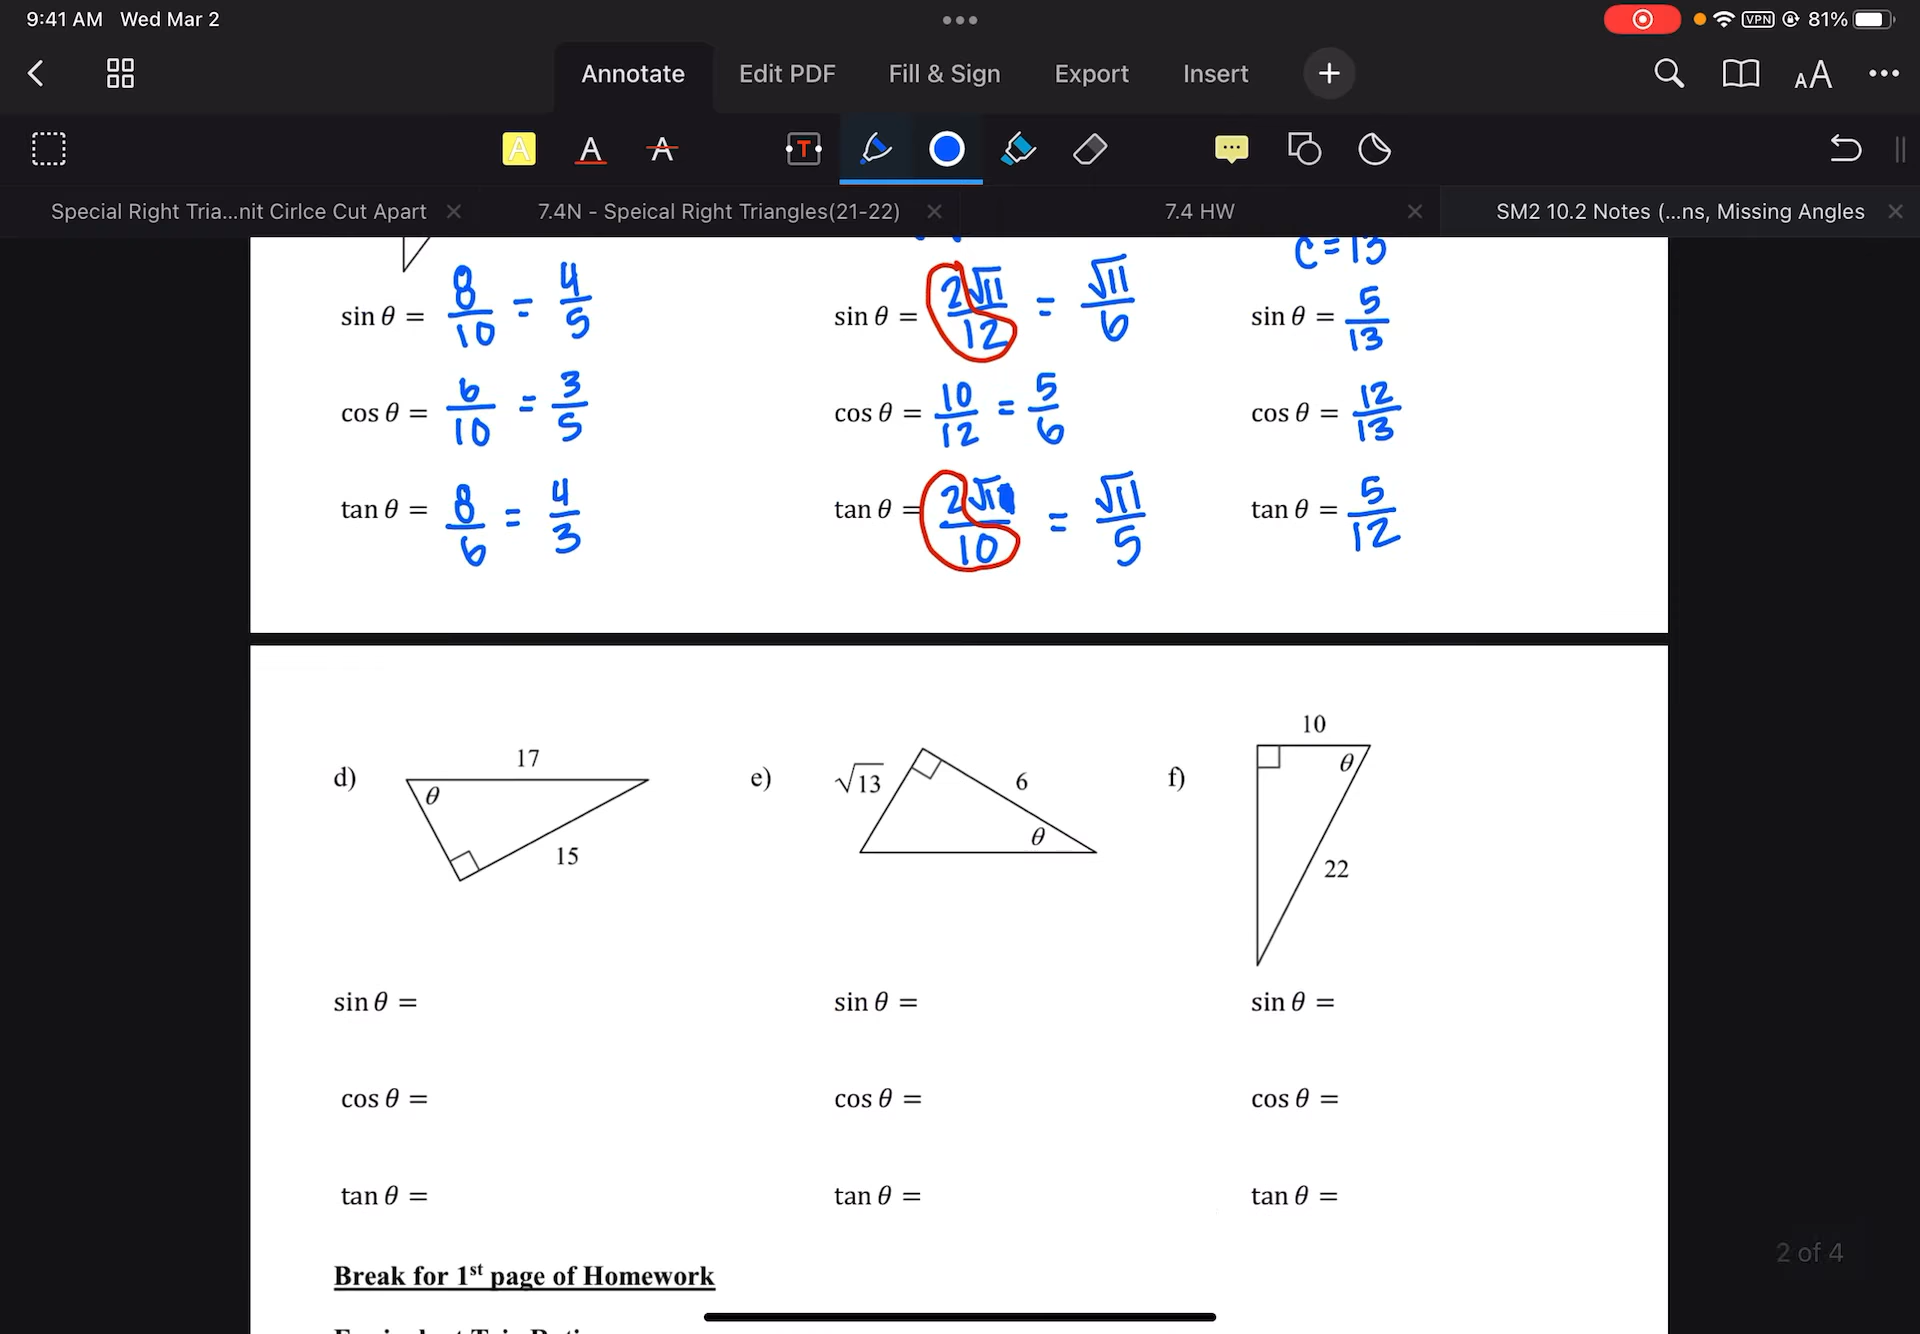 9:41 AM Wed Mar 2
VPN 81%
Annotate Edit PDF Fill & Sign Export Insert
AA
A A A T
Special Right Tria...nit Cirlce Cut Apart
7.4N - Speical Right Triangles(21-22)
7.4 HW
SM2 10.2 Notes (...ns, Missing Angles
c = 13
sin θ = 8/10 = 4/5
sin θ = 2√11/12 = √11/6
sin θ = 5/13
cos θ = 6/10 = 3/5
cos θ = 10/12 = 5/6
cos θ = 12/13
tan θ = 8/6 = 4/3
tan θ = 2√11/10 = √11/5
tan θ = 5/12
d) 17 θ 15
e) √13 6 θ
f) 10 θ 22
sin θ =
sin θ =
sin θ =
cos θ =
cos θ =
cos θ =
tan θ =
tan θ =
tan θ =
2 of 4
Break for 1st page of Homework